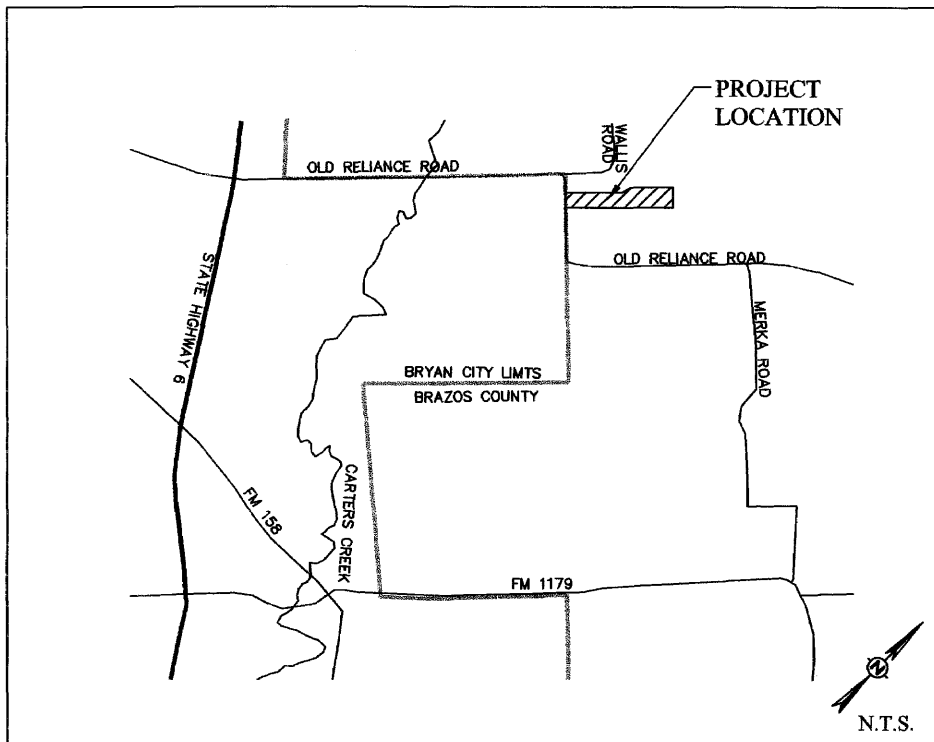 PROJECT
LOCATION
WALLIS
ROAD
OLD RELIANCE ROAD
OLD RELIANCE ROAD
STATE HIGHWAY 6
MERKA ROAD
BRYAN CITY LIMTS
BRAZOS COUNTY
CARTERS CREEK
FM 158
FM 1179
N
N.T.S.